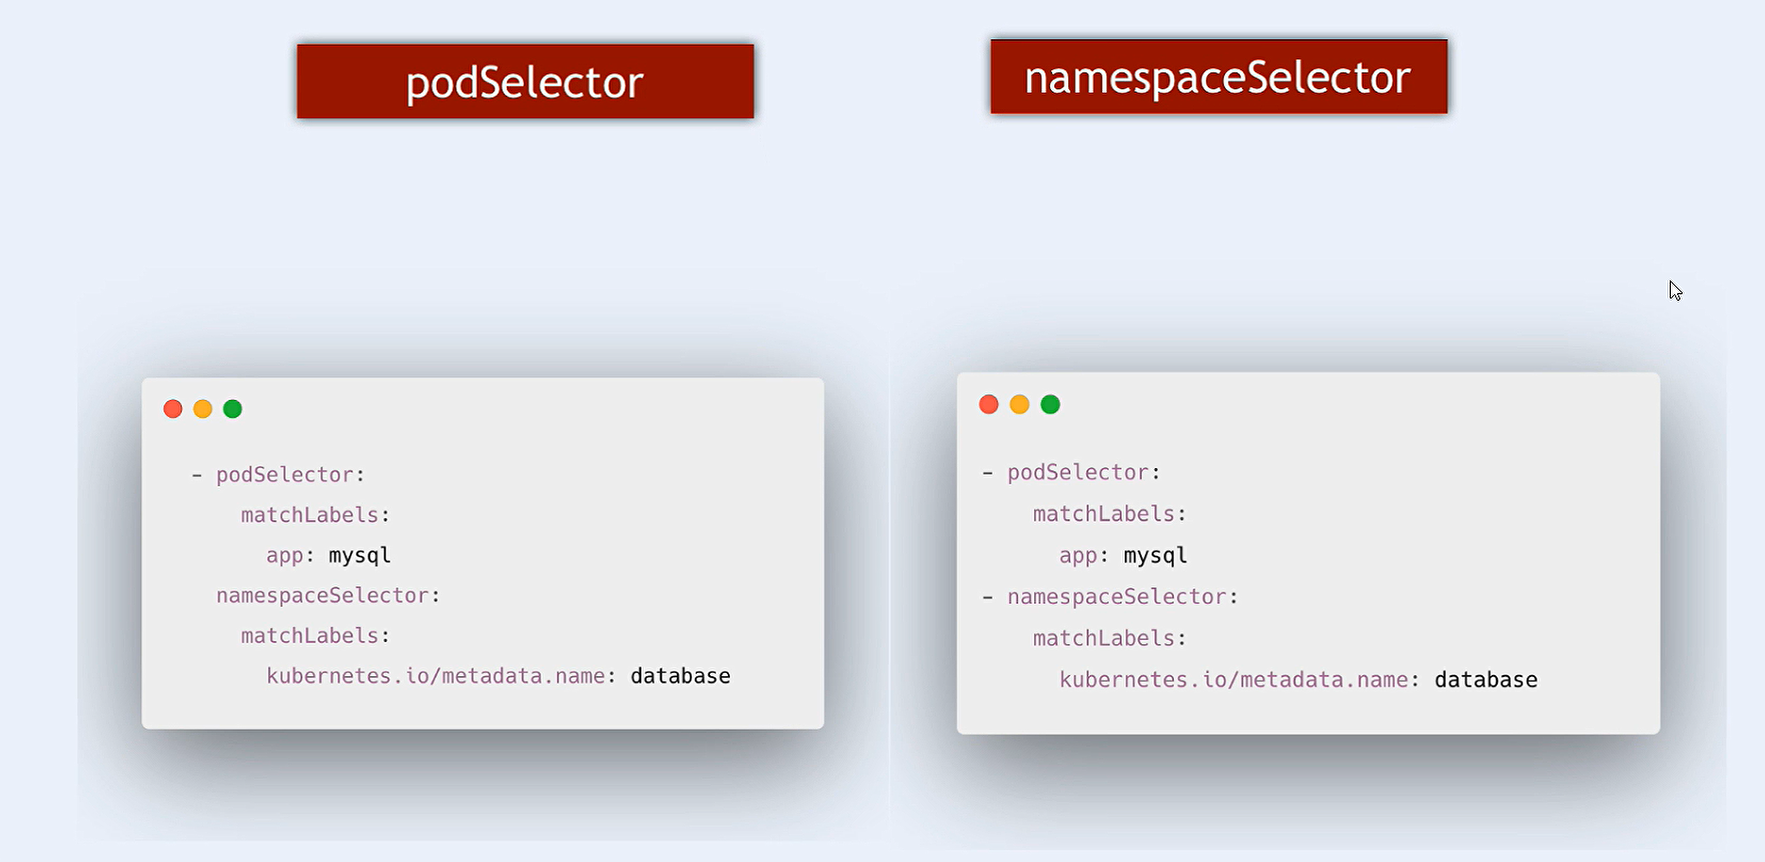 podSelector
namespaceSelector
- podSelector:
    matchLabels:
      app: mysql
  namespaceSelector:
    matchLabels:
      kubernetes.io/metadata.name: database
- podSelector:
    matchLabels:
      app: mysql
- namespaceSelector:
    matchLabels:
      kubernetes.io/metadata.name: database